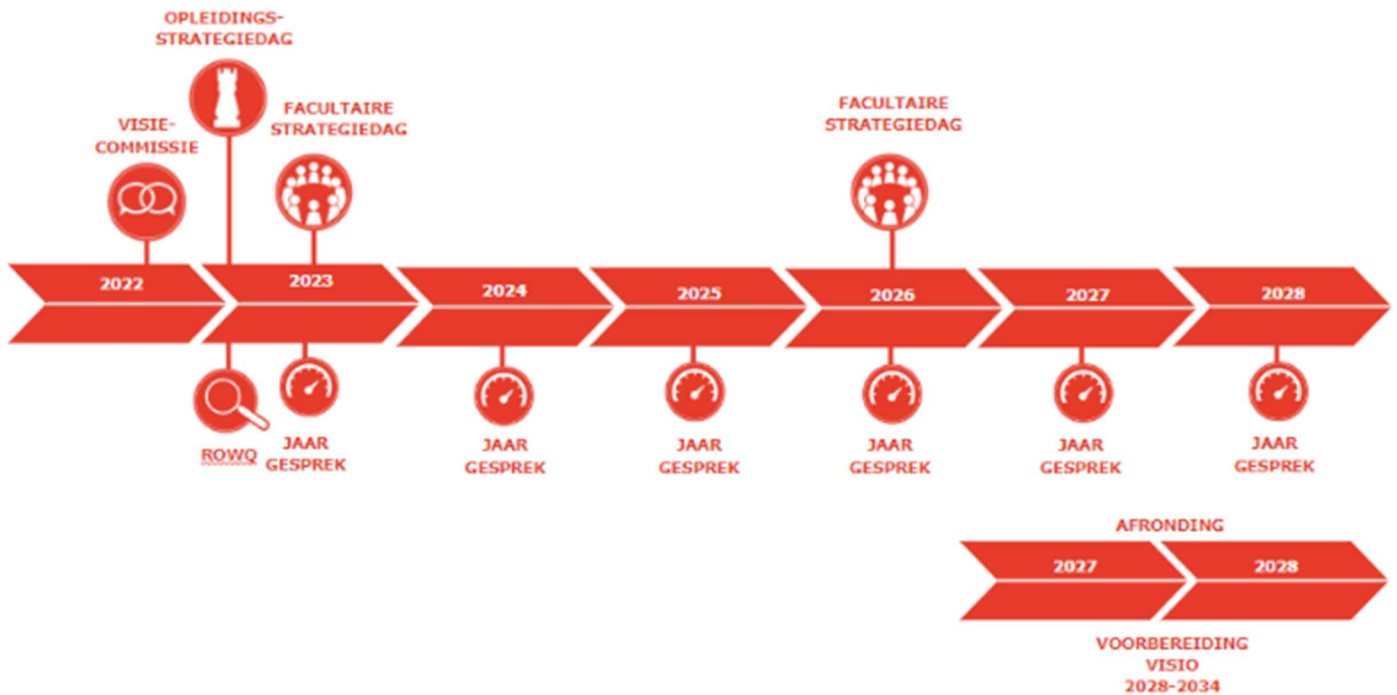 OPLEIDINGS-
STRATEGIEDAG
VISIE-
COMMISSIE
FACULTAIRE
STRATEGIEDAG
FACULTAIRE
STRATEGIEDAG
2022
2023
2024
2025
2026
2027
2028
ROWQ
JAAR
GESPREK
JAAR
GESPREK
JAAR
GESPREK
JAAR
GESPREK
JAAR
GESPREK
JAAR
GESPREK
AFRONDING
2027
2028
VOORBEREIDING
VISIO
2028-2034